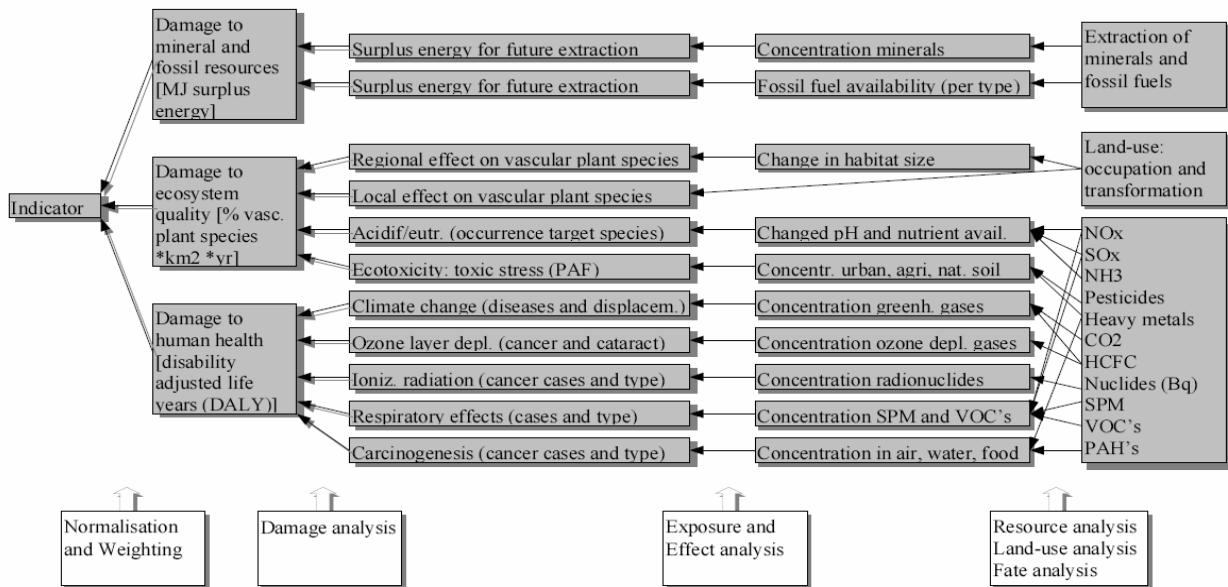 Damage to
mineral and
fossil resources
[MJ surplus
energy]
Surplus energy for future extraction
Concentration minerals
Extraction of
minerals and
fossil fuels
Surplus energy for future extraction
Fossil fuel availability (per type)
Indicator
Damage to
ecosystem
quality [% vasc.
plant species
*km2 *yr]
Regional effect on vascular plant species
Change in habitat size
Land-use:
occupation and
transformation
Local effect on vascular plant species
Acidif/eutr. (occurrence target species)
Changed pH and nutrient avail.
Ecotoxicity: toxic stress (PAF)
Concentr. urban, agri, nat. soil
Damage to
human health
[disability
adjusted life
years (DALY)]
Climate change (diseases and displacem.)
Concentration greenh. gases
Ozone layer depl. (cancer and cataract)
Concentration ozone depl. gases
Ioniz. radiation (cancer cases and type)
Concentration radionuclides
Respiratory effects (cases and type)
Concentration SPM and VOC's
Carcinogenesis (cancer cases and type)
Concentration in air, water, food
NOx
SOx
NH3
Pesticides
Heavy metals
CO2
HCFC
Nuclides (Bq)
SPM
VOC's
PAH's
Normalisation
and Weighting
Damage analysis
Exposure and
Effect analysis
Resource analysis
Land-use analysis
Fate analysis